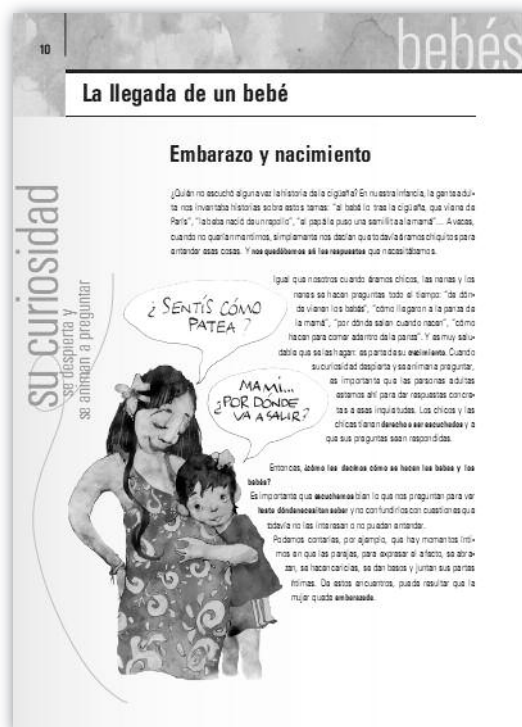 10
bebés
La llegada de un bebé
Embarazo y nacimiento
¿Quién no escuchó alguna vez la historia de la cigüeña? En nuestra infancia, la gente adul-
ta nos inventaba historias sobre estos temas: "al bebé lo trae la cigüeña, que viene de
París", "la beba nació de un repollo", "el papá le puso una semillita a la mamá"... A veces,
cuando no querían mentirnos, simplemente nos decían que todavía éramos chiquitos para
entender esas cosas. Y nos quedábamos sin las respuestas que necesitábamos.
Igual que nosotros cuando éramos chicos, las nenas y los
nenes se hacen preguntas todo el tiempo: "de dón-
de vienen los bebés", "cómo llegaron a la panza de
la mamá", "por dónde salen cuando nacen", "cómo
hacen para comer adentro de la panza". Y es muy salu-
dable que se las hagan: es parte de su crecimiento. Cuando
su curiosidad despierta y se animan a preguntar,
es importante que las personas adultas
estemos ahí para dar respuestas concre-
tas a esas inquietudes. Los chicos y las
chicas tienen derecho a ser escuchados y a
que sus preguntas sean respondidas.
Entonces, ¿cómo les decimos cómo se hacen los bebés y las
bebas?
Es importante que escuchemos bien lo que nos preguntan para ver
hasta dónde necesitan saber y no confundirlos con cuestiones que
todavía no les interesan o no puedan entender.
Podemos contarles, por ejemplo, que hay momentos ínti-
mos en que las parejas, para expresar el afecto, se abra-
zan, se hacen caricias, se dan besos y juntan sus partes
íntimas. De estos encuentros, puede resultar que la
mujer quede embarazada.
su curiosidad
se despierta y
se animan a preguntar
¿SENTÍS CÓMO
PATEA?
MAMI...
¿POR DÓNDE
VA A SALIR?